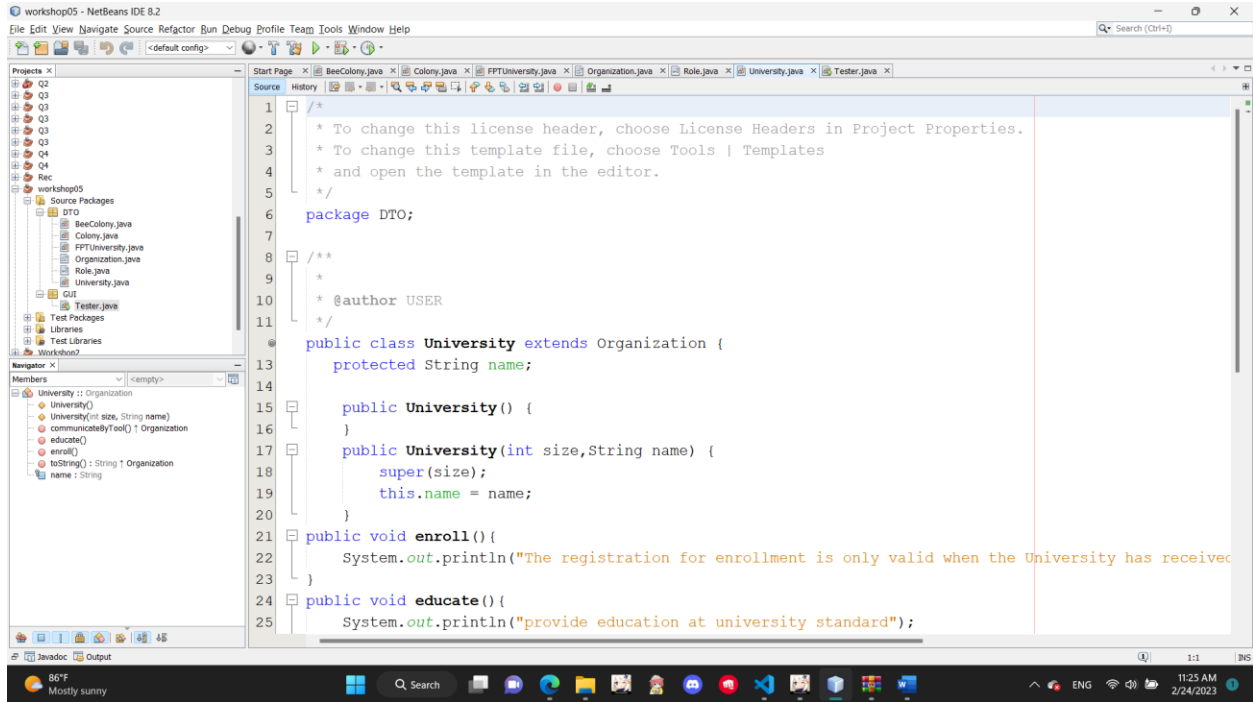 workshop05 - NetBeans IDE 8.2
File Edit View Navigate Source Refactor Run Debug Profile Team Tools Window Help
Search (Ctrl+I)
<default config>
Projects
Start Page BeeColony.java Colony.java FPTUniversity.java Organization.java Role.java University.java Tester.java
Source History
Q2
Q3
Q3
Q3
Q3
Q3
Q4
Q4
Rec
workshop05
Source Packages
DTO
BeeColony.java
Colony.java
FPTUniversity.java
Organization.java
Role.java
University.java
GUI
Tester.java
Test Packages
Libraries
Test Libraries
Workshop2
Navigator
Members <empty>
University :: Organization
University()
University(int size, String name)
communicateByTool() ↑ Organization
educate()
enroll()
toString() : String ↑ Organization
name : String
1 /*
2 * To change this license header, choose License Headers in Project Properties.
3 * To change this template file, choose Tools | Templates
4 * and open the template in the editor.
5 */
6 package DTO;
7
8 /**
9 *
10 * @author USER
11 */
public class University extends Organization {
13 protected String name;
14
15 public University() {
16 }
17 public University(int size,String name) {
18 super(size);
19 this.name = name;
20 }
21 public void enroll(){
22 System.out.println("The registration for enrollment is only valid when the University has received
23 }
24 public void educate(){
25 System.out.println("provide education at university standard");
Javadoc Output
1:1 INS
86°F
Mostly sunny
Search
ENG
11:25 AM
2/24/2023
1